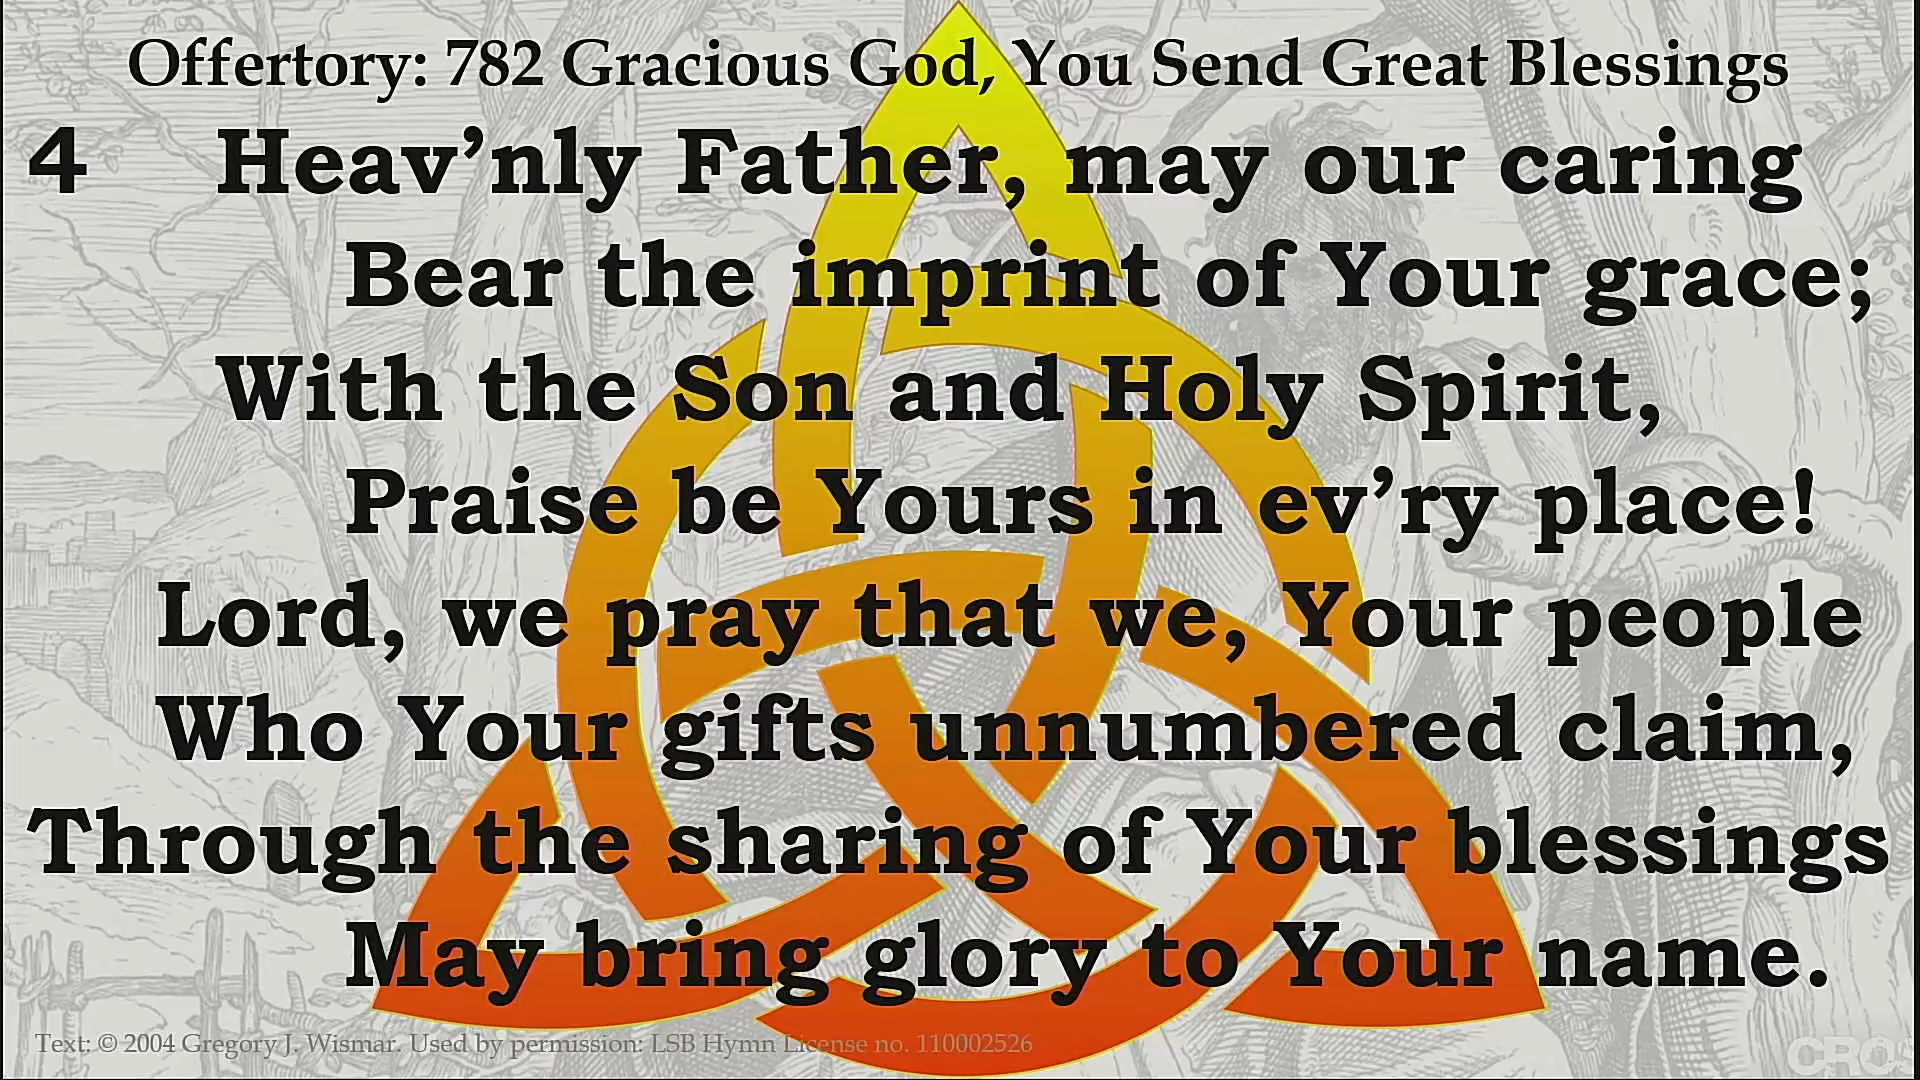 Offertory: 782 Gracious God, You Send Great Blessings
4 Heav’nly Father, may our caring
Bear the imprint of Your grace;
With the Son and Holy Spirit,
Praise be Yours in ev’ry place!
Lord, we pray that we, Your people
Who Your gifts unnumbered claim,
Through the sharing of Your blessings
May bring glory to Your name.
Text: © 2004 Gregory J. Wismar. Used by permission: LSB Hymn License no. 110002526